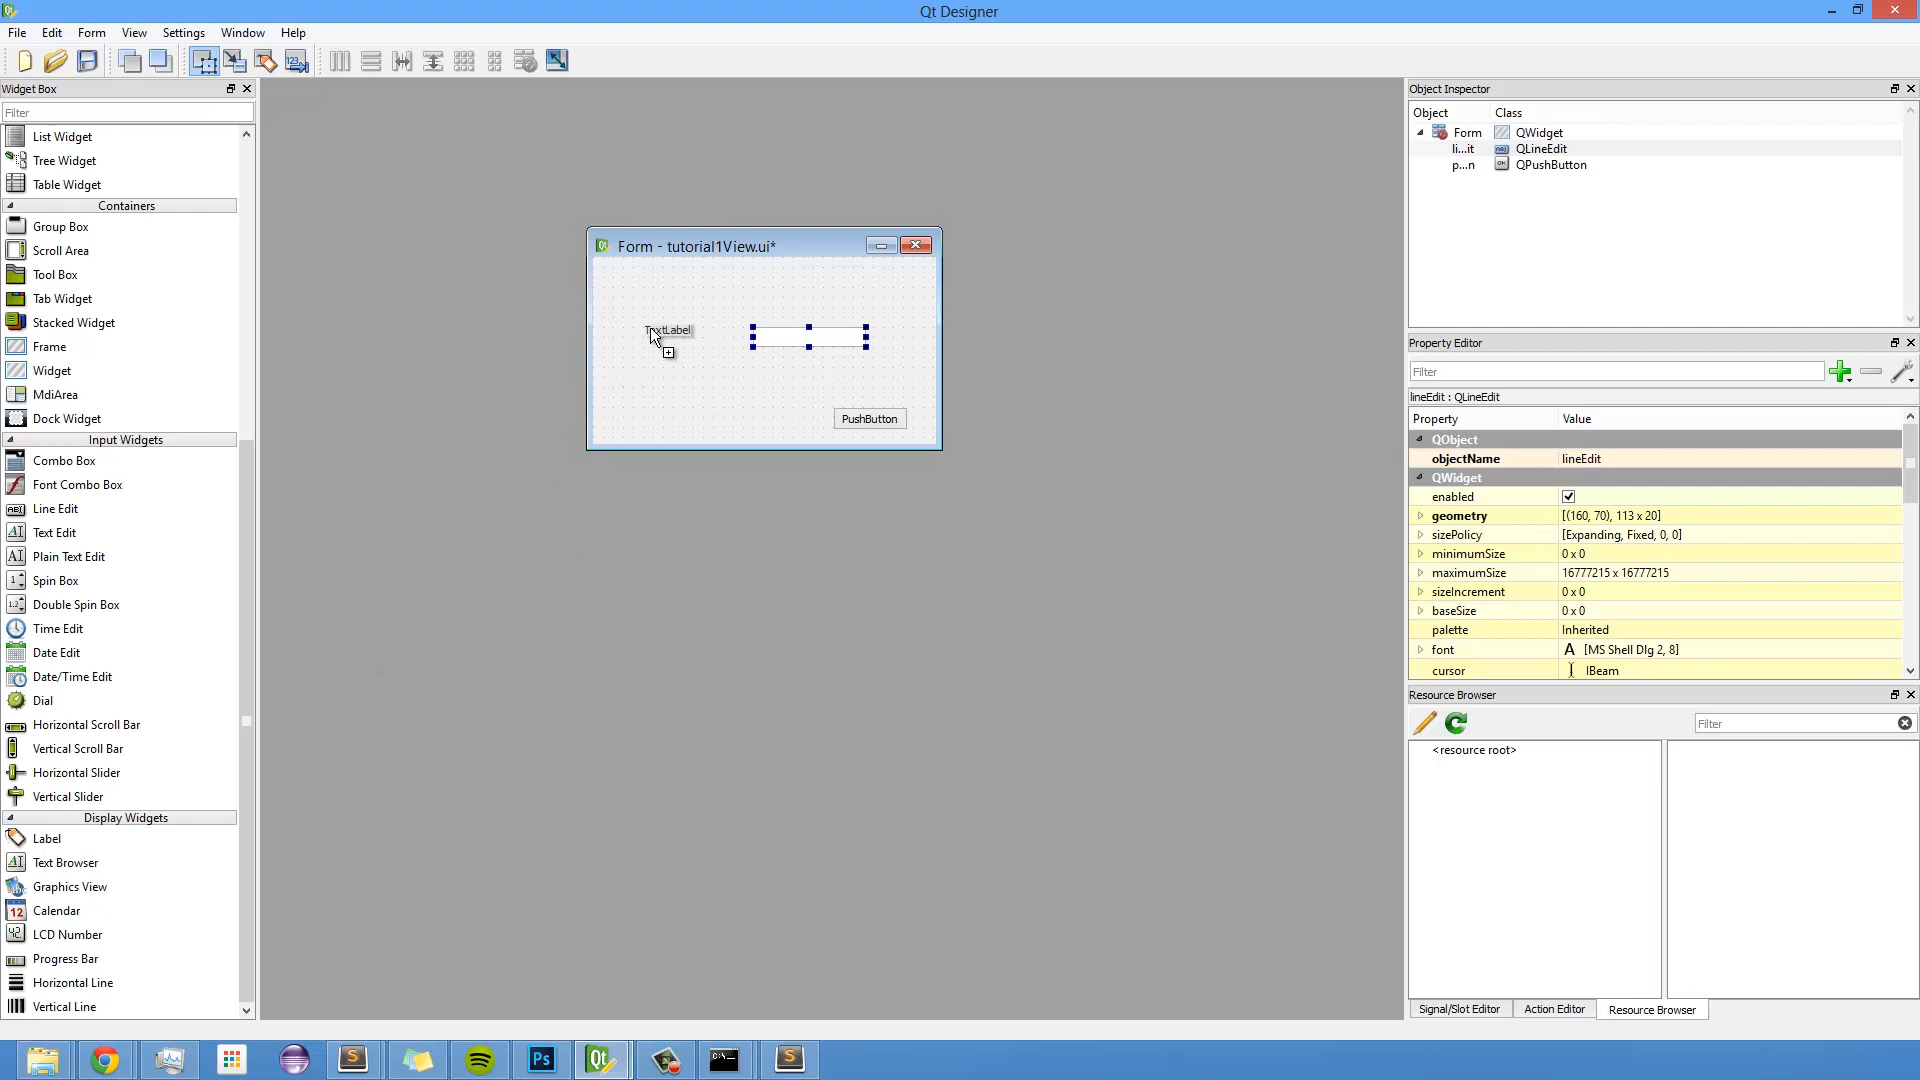 Qt Designer
File Edit Form View Settings Window Help
Widget Box
Filter
List Widget
Tree Widget
Table Widget
Containers
Group Box
Scroll Area
Tool Box
Tab Widget
Stacked Widget
Frame
Widget
MdiArea
Dock Widget
Input Widgets
Combo Box
Font Combo Box
Line Edit
Text Edit
Plain Text Edit
Spin Box
Double Spin Box
Time Edit
Date Edit
Date/Time Edit
Dial
Horizontal Scroll Bar
Vertical Scroll Bar
Horizontal Slider
Vertical Slider
Display Widgets
Label
Text Browser
Graphics View
Calendar
LCD Number
Progress Bar
Horizontal Line
Vertical Line
Form - tutorial1View.ui*
TextLabel
PushButton
Object Inspector
Object Class
Form QWidget
li...it QLineEdit
p...n QPushButton
Property Editor
Filter
lineEdit : QLineEdit
Property Value
QObject
objectName lineEdit
QWidget
enabled
geometry [(160, 70), 113 x 20]
sizePolicy [Expanding, Fixed, 0, 0]
minimumSize 0 x 0
maximumSize 16777215 x 16777215
sizeIncrement 0 x 0
baseSize 0 x 0
palette Inherited
font A [MS Shell Dlg 2, 8]
cursor IBeam
Resource Browser
Filter
<resource root>
Signal/Slot Editor Action Editor Resource Browser